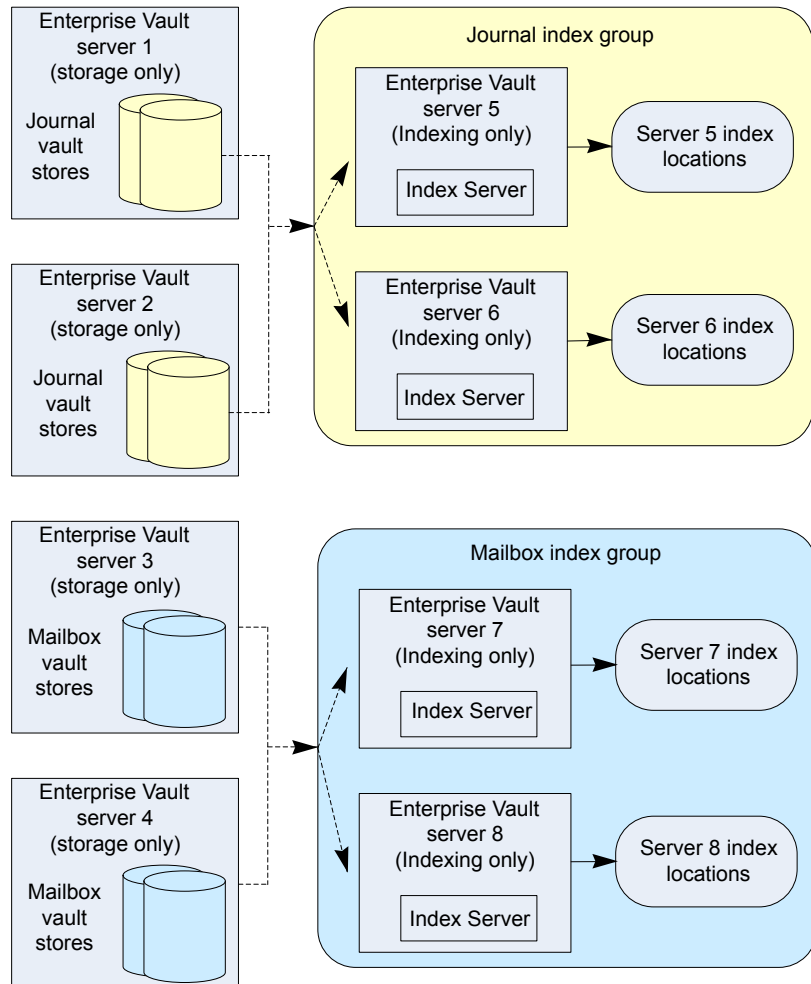 Enterprise Vault
server 1
(storage only)
Journal
vault
stores
Enterprise Vault
server 2
(storage only)
Journal
vault
stores
Journal index group
Enterprise Vault
server 5
(Indexing only)
Index Server
Server 5 index
locations
Enterprise Vault
server 6
(Indexing only)
Index Server
Server 6 index
locations
Enterprise Vault
server 3
(storage only)
Mailbox
vault
stores
Enterprise Vault
server 4
(storage only)
Mailbox
vault
stores
Mailbox index group
Enterprise Vault
server 7
(Indexing only)
Index Server
Server 7 index
locations
Enterprise Vault
server 8
(Indexing only)
Index Server
Server 8 index
locations